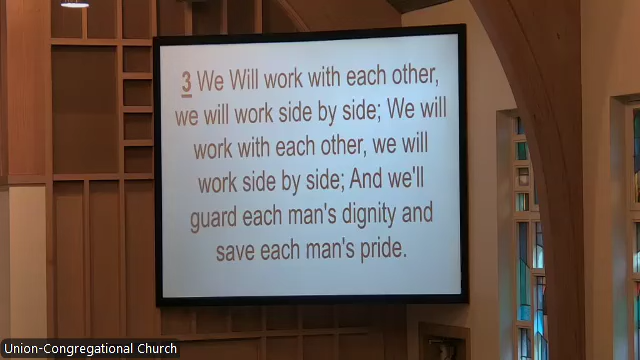 3 We Will work with each other,
we will work side by side; We will
work with each other, we will
work side by side; And we'll
guard each man's dignity and
save each man's pride.
Union-Congregational Church